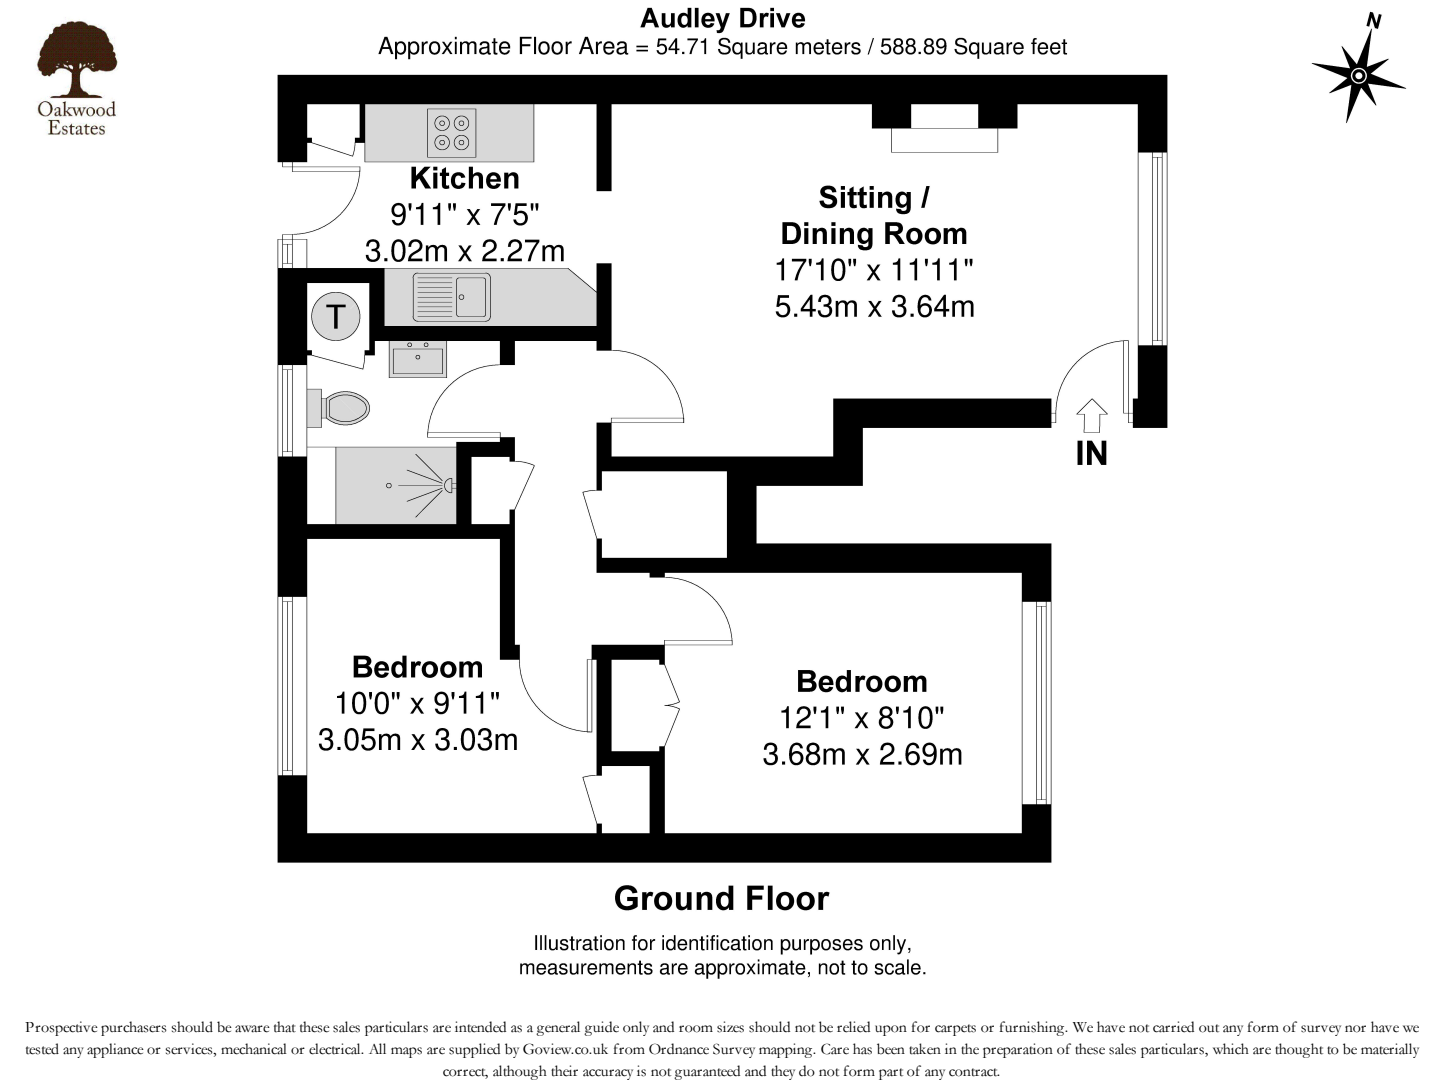 Audley Drive
Approximate Floor Area = 54.71 Square meters / 588.89 Square feet
N
Oakwood
Estates
Kitchen
9'11" x 7'5"
3.02m x 2.27m
Sitting /
Dining Room
17'10" x 11'11"
5.43m x 3.64m
T
IN
Bedroom
10'0" x 9'11"
3.05m x 3.03m
Bedroom
12'1" x 8'10"
3.68m x 2.69m
Ground Floor
Illustration for identification purposes only,
measurements are approximate, not to scale.
Prospective purchasers should be aware that these sales particulars are intended as a general guide only and room sizes should not be relied upon for carpets or furnishing. We have not carried out any form of survey nor have we
tested any appliance or services, mechanical or electrical. All maps are supplied by Goview.co.uk from Ordnance Survey mapping. Care has been taken in the preparation of these sales particulars, which are thought to be materially
correct, although their accuracy is not guaranteed and they do not form part of any contract.